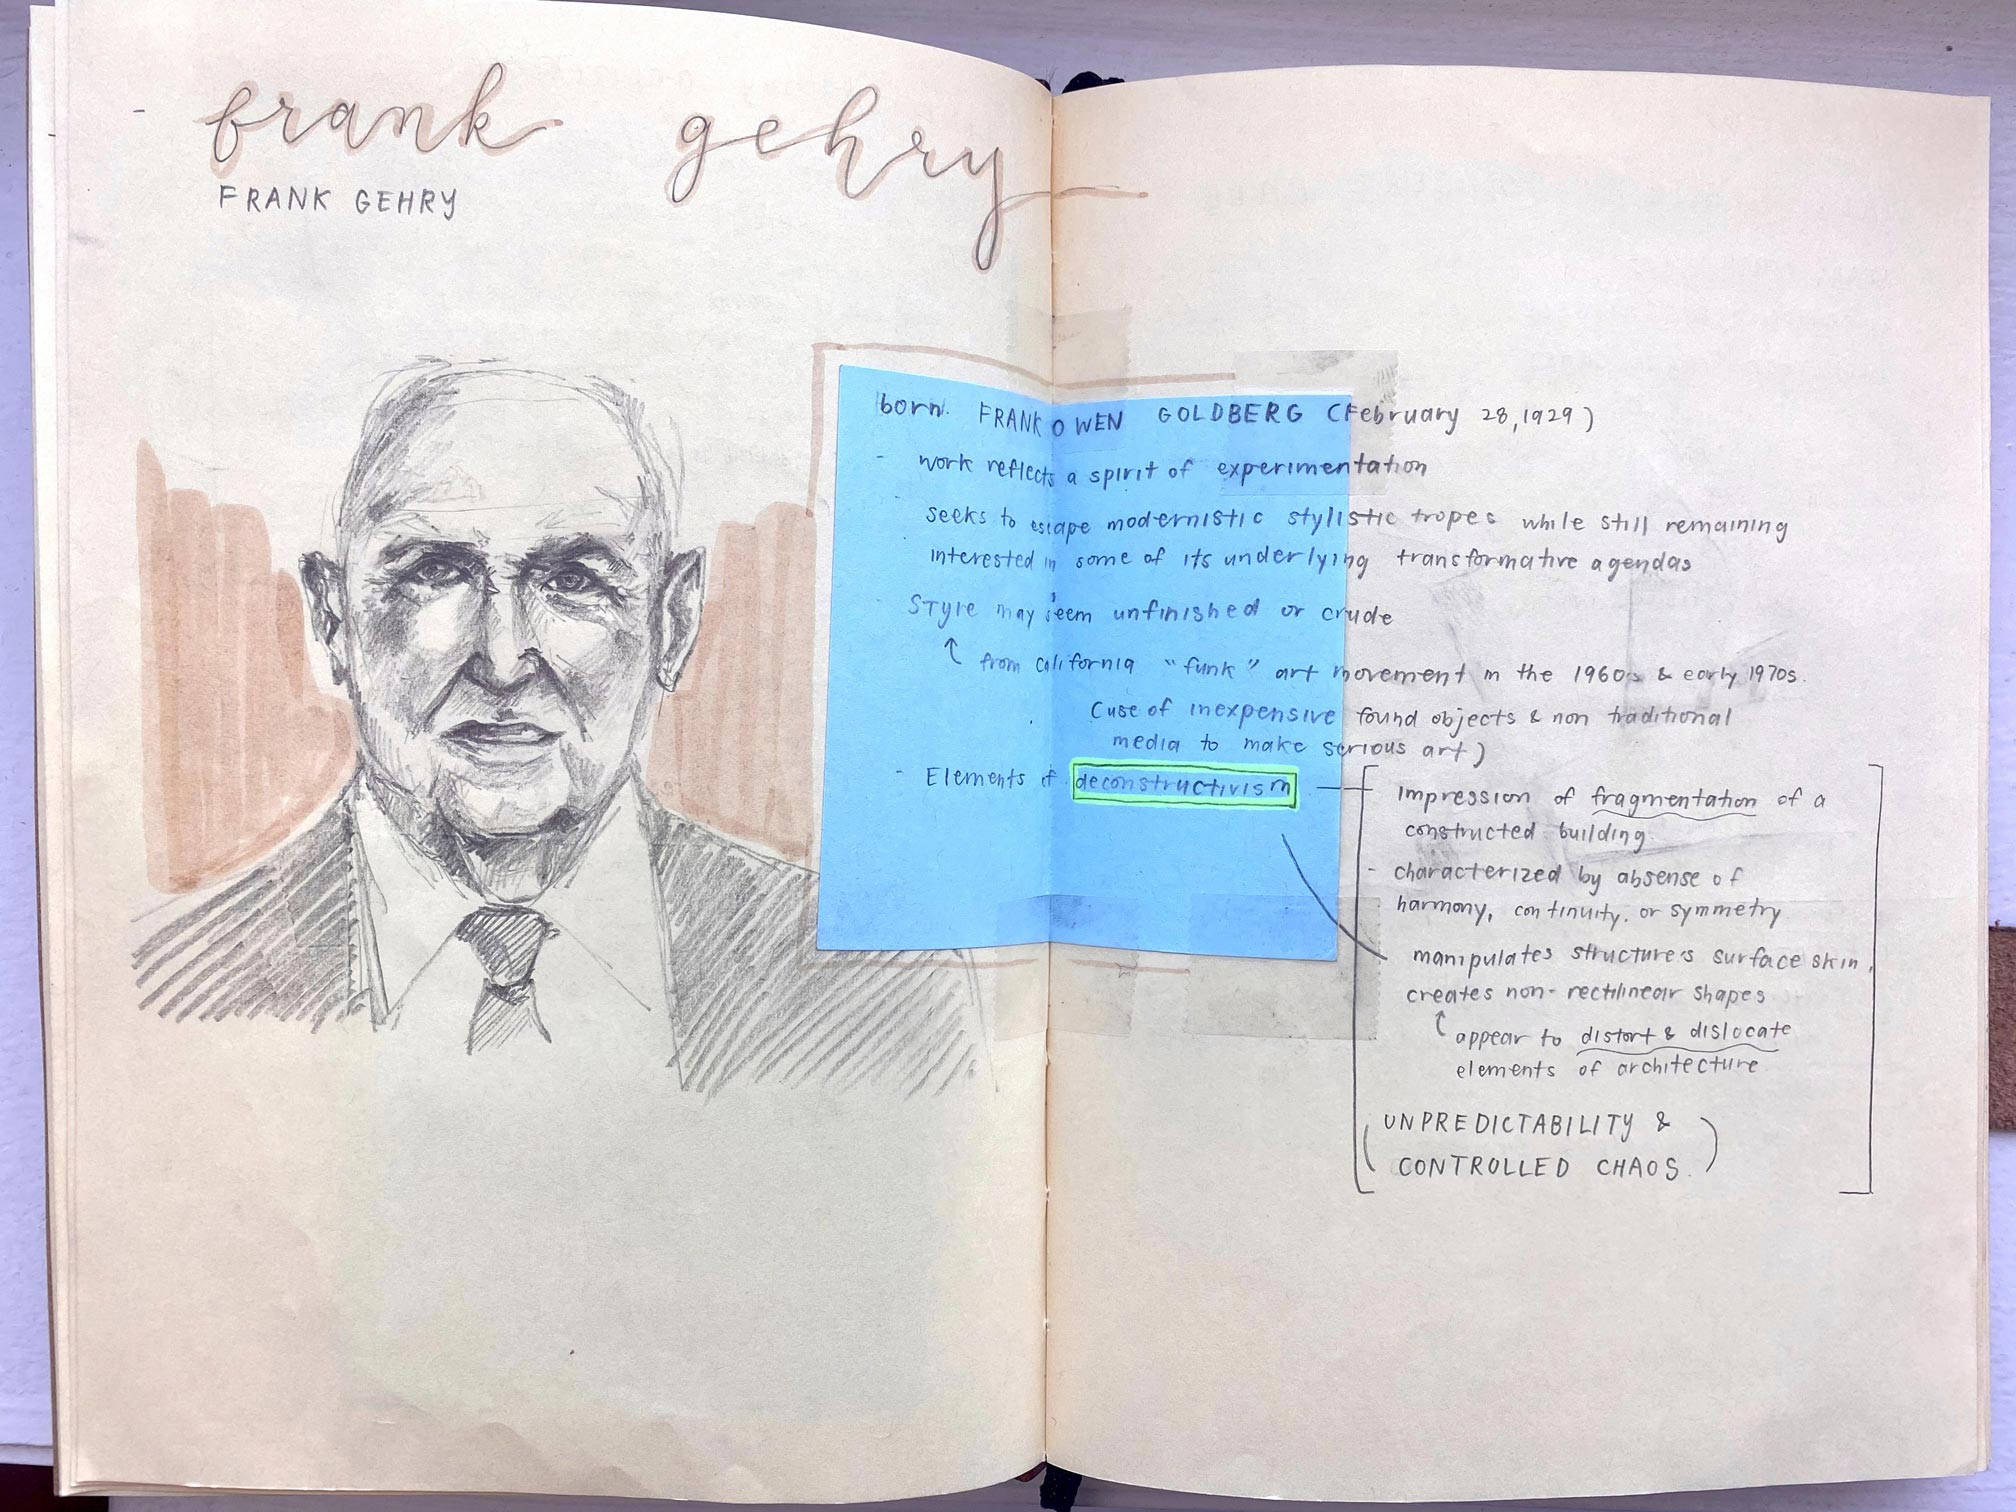 frank gehry
FRANK GEHRY
born. FRANK OWEN GOLDBERG (February 28, 1929)
- work reflects a spirit of experimentation
- seeks to escape modernistic stylistic tropes while still remaining
interested in some of its underlying transformative agendas
- Style may seem unfinished or crude
↑ from california "funk" art movement in the 1960s & early 1970s.
(use of inexpensive found objects & non traditional
media to make serious art)
- Elements of deconstructivism
- impression of fragmentation of a
constructed building.
- characterized by absense of
harmony, continuity. or symmetry
manipulates structure's surface skin,
creates non-rectilinear shapes
↑ appear to distort & dislocate
elements of architecture
(UNPREDICTABILITY &
CONTROLLED CHAOS.)